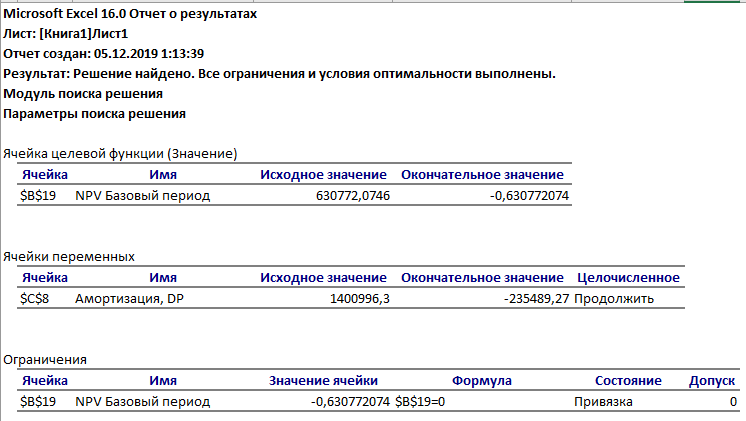 Microsoft Excel 16.0 Отчет о результатах
Лист: [Книга1]Лист1
Отчет создан: 05.12.2019 1:13:39
Результат: Решение найдено. Все ограничения и условия оптимальности выполнены.
Модуль поиска решения
Параметры поиска решения
Ячейка целевой функции (Значение)
Ячейка Имя Исходное значение Окончательное значение
$B$19 NPV Базовый период 630772,0746 -0,630772074
Ячейки переменных
Ячейка Имя Исходное значение Окончательное значение Целочисленное
$C$8 Амортизация, DP 1400996,3 -235489,27 Продолжить
Ограничения
Ячейка Имя Значение ячейки Формула Состояние Допуск
$B$19 NPV Базовый период -0,630772074 $B$19=0 Привязка 0